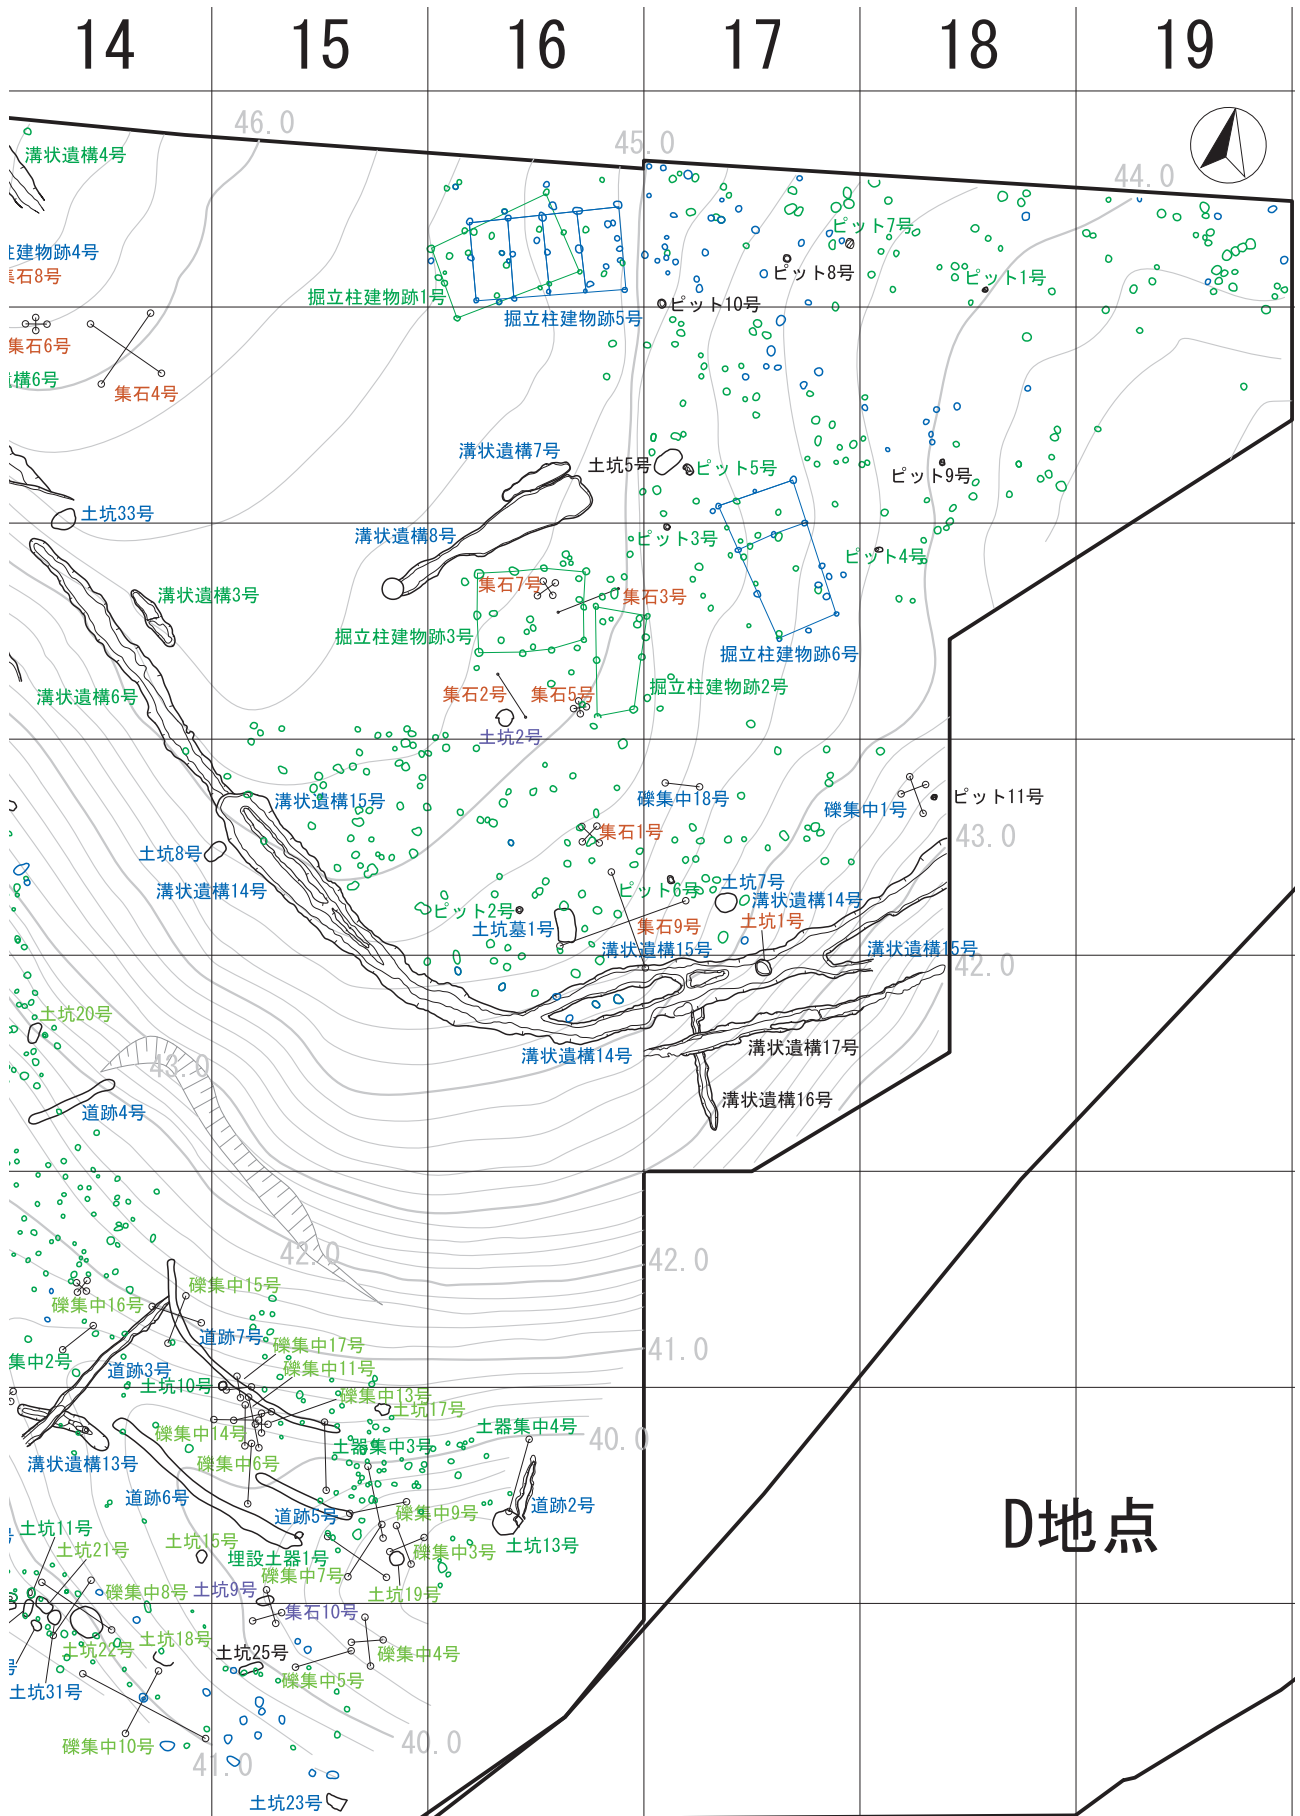 14 15 16 17 18 19
46.0
45.0
44.0
溝状遺構4号
ピット7号
建物跡4号
石8号
ピット8号
ピット1号
掘立柱建物跡1号
掘立柱建物跡5号
ピット10号
集石6号
構6号
集石4号
溝状遺構7号
土坑5号
ピット5号
ピット9号
土坑33号
溝状遺構8号
ピット3号
ピット4号
集石7号
集石3号
溝状遺構3号
掘立柱建物跡3号
掘立柱建物跡6号
溝状遺構6号
集石2号
集石5号
掘立柱建物跡2号
土坑2号
溝状遺構15号
礫集中18号
礫集中1号
ピット11号
集石1号
43.0
土坑8号
溝状遺構14号
ピット6号
土坑7号
溝状遺構14号
ピット2号
土坑墓1号
集石9号
土坑1号
溝状遺構15号
溝状遺構15号
42.0
土坑20号
43.0
溝状遺構14号
溝状遺構17号
道跡4号
溝状遺構16号
42.0
42.0
礫集中15号
礫集中16号
道跡7号
礫集中17号
41.0
集中2号
道跡3号
礫集中11号
土坑10号
礫集中13号
土坑17号
礫集中14号
土器集中3号
土器集中4号
40.0
溝状遺構13号
礫集中6号
道跡6号
道跡5号
礫集中9号
道跡2号
D地点
号
土坑11号
土坑15号
土坑21号
埋設土器1号
礫集中3号
土坑13号
礫集中7号
礫集中8号
土坑9号
土坑19号
集石10号
土坑22号
土坑18号
土坑25号
礫集中4号
号
土坑31号
礫集中5号
礫集中10号
40.0
41.0
土坑23号